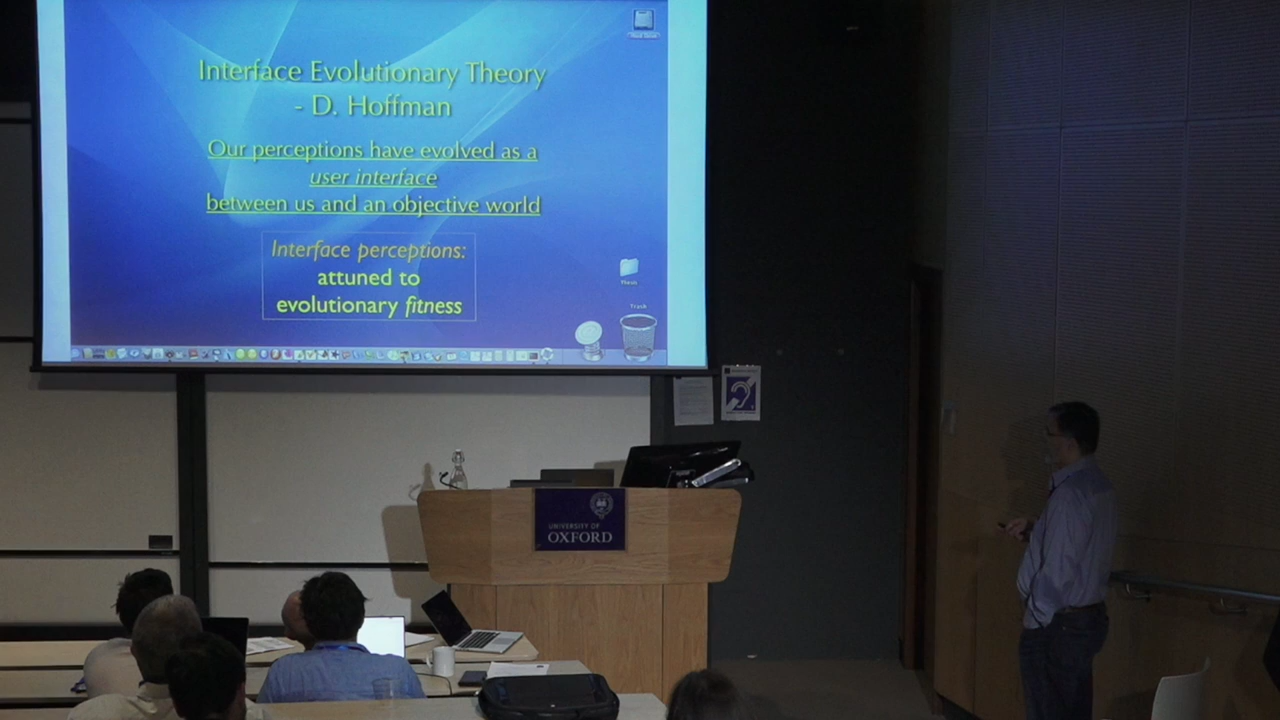 Interface Evolutionary Theory
- D. Hoffman
Our perceptions have evolved as a
user interface
between us and an objective world
Interface perceptions:
attuned to
evolutionary fitness
Thesis
Trash
UNIVERSITY OF
OXFORD